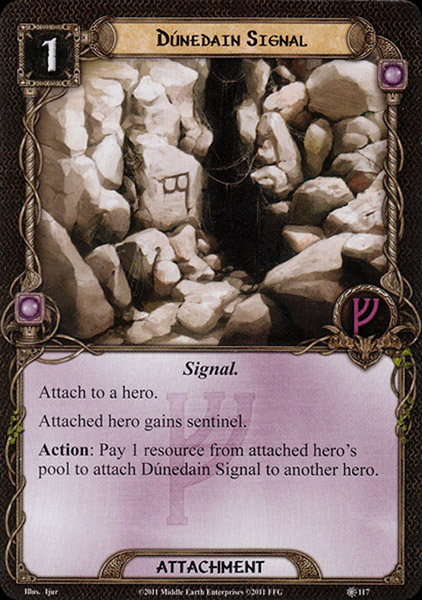 1
DÚNEDAIN SIGNAL
Signal.
Attach to a hero.
Attached hero gains sentinel.
Action: Pay 1 resource from attached hero's
pool to attach Dúnedain Signal to another hero.
ATTACHMENT
Illus. Ijur
©2011 Middle Earth Enterprises ©2011 FFG
117